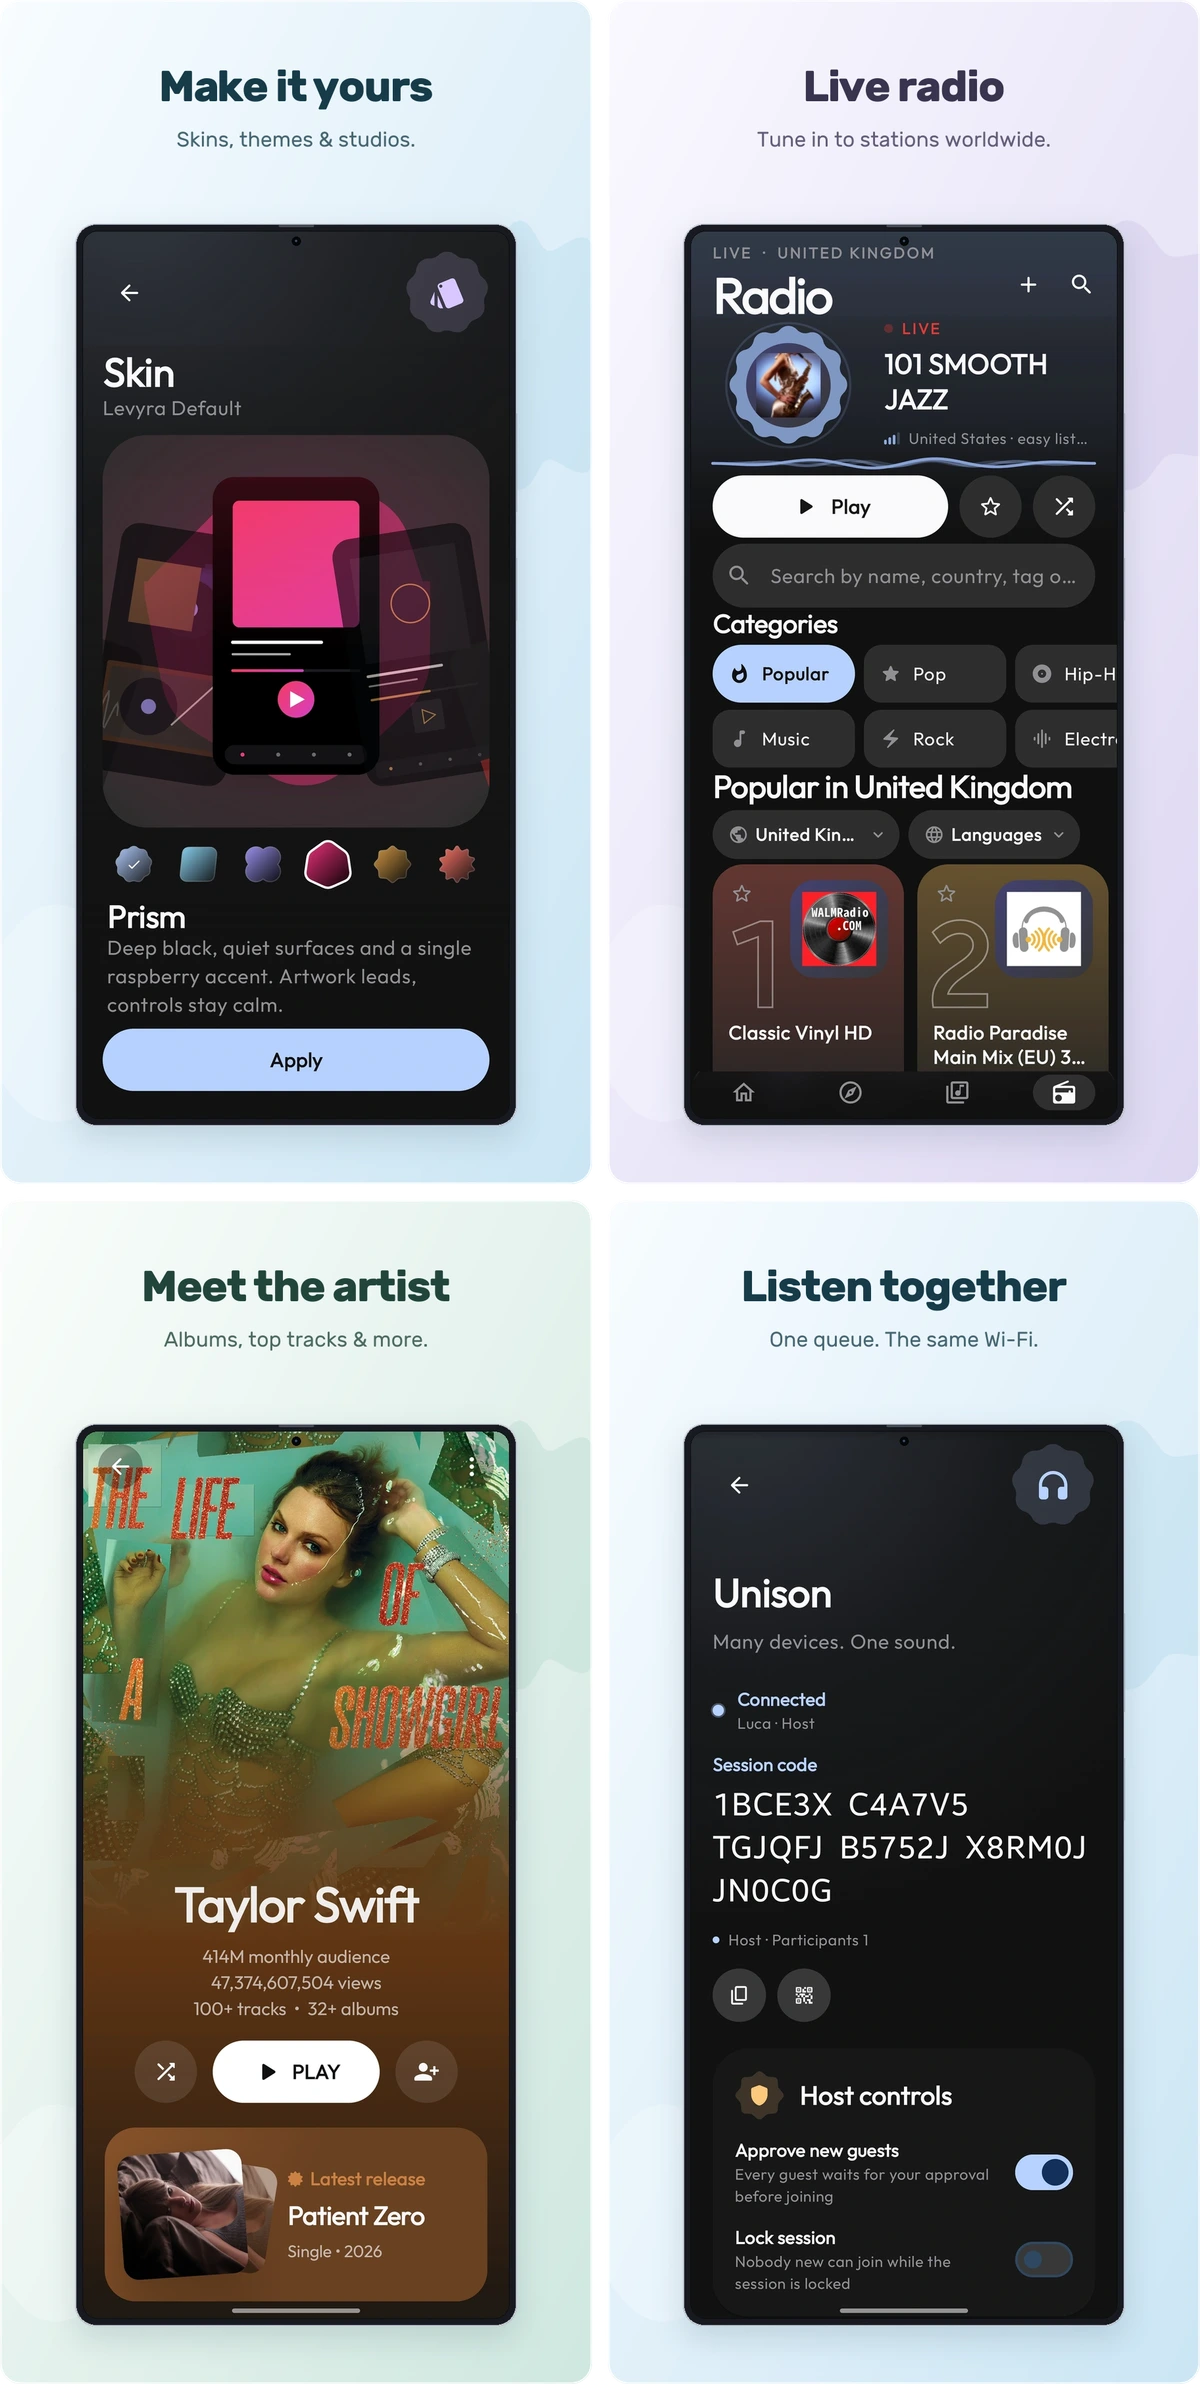 Make it yours
Skins, themes & studios.
Skin
Levyra Default
Prism
Deep black, quiet surfaces and a single
raspberry accent. Artwork leads,
controls stay calm.
Apply
Live radio
Tune in to stations worldwide.
LIVE · UNITED KINGDOM
Radio
LIVE
101 SMOOTH
JAZZ
United States · easy list...
Play
Search by name, country, tag o...
Categories
Popular
Pop
Hip-H
Music
Rock
Electr
Popular in United Kingdom
United Kin...
Languages
1
WALMRadio
.COM
Classic Vinyl HD
2
Radio Paradise
Main Mix (EU) 3...
Meet the artist
Albums, top tracks & more.
THE LIFE
OF
A
SHOWGIRL
Taylor Swift
414M monthly audience
47,374,607,504 views
100+ tracks • 32+ albums
PLAY
Latest release
Patient Zero
Single • 2026
Listen together
One queue. The same Wi-Fi.
Unison
Many devices. One sound.
Connected
Luca · Host
Session code
1BCE3X C4A7V5
TGJQFJ B5752J X8RM0J
JN0C0G
Host · Participants 1
Host controls
Approve new guests
Every guest waits for your approval
before joining
Lock session
Nobody new can join while the
session is locked